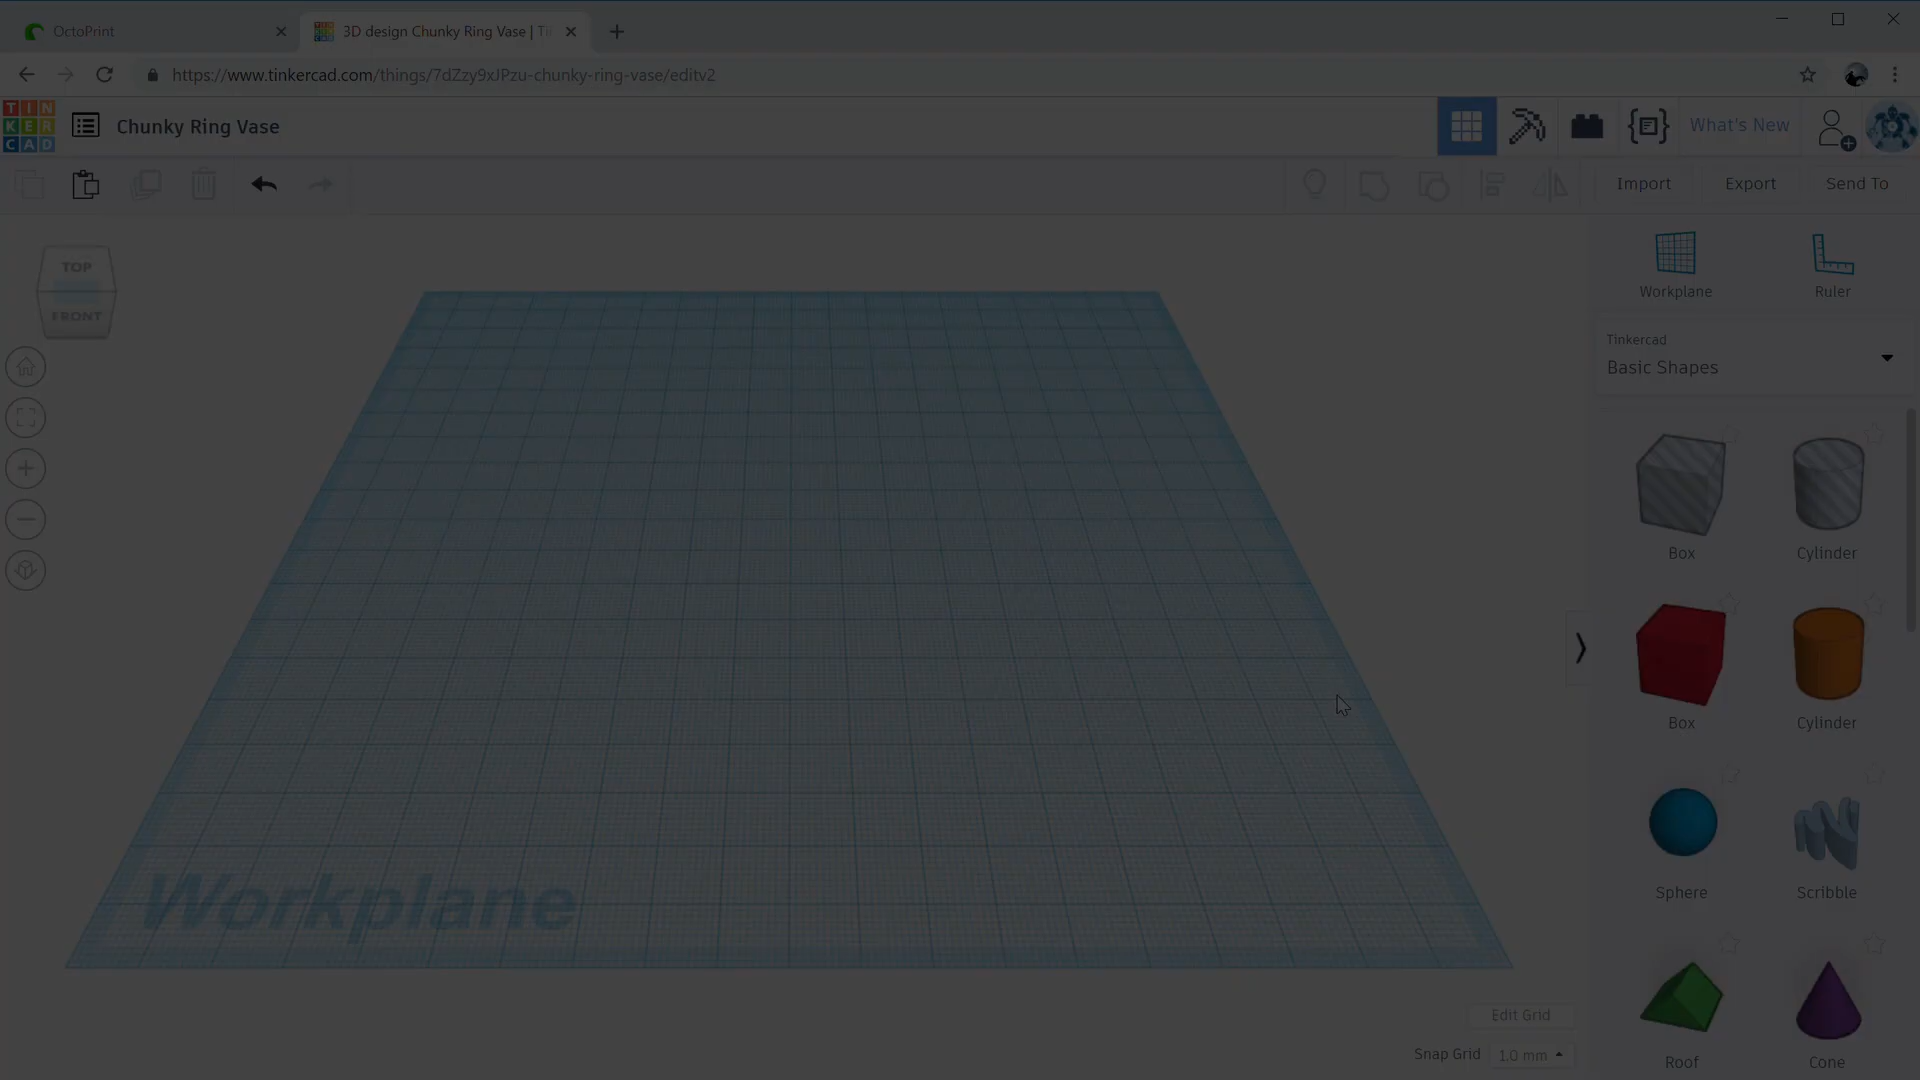 OctoPrint
3D design Chunky Ring Vase | Ti
https://www.tinkercad.com/things/7dZzy9xJPzu-chunky-ring-vase/editv2
TIN
KER
CAD
Chunky Ring Vase
What's New
Import
Export
Send To
TOP
FRONT
Workplane
Ruler
Tinkercad
Basic Shapes
Box
Cylinder
Box
Cylinder
Sphere
Scribble
Roof
Cone
Workplane
Edit Grid
Snap Grid
1.0 mm